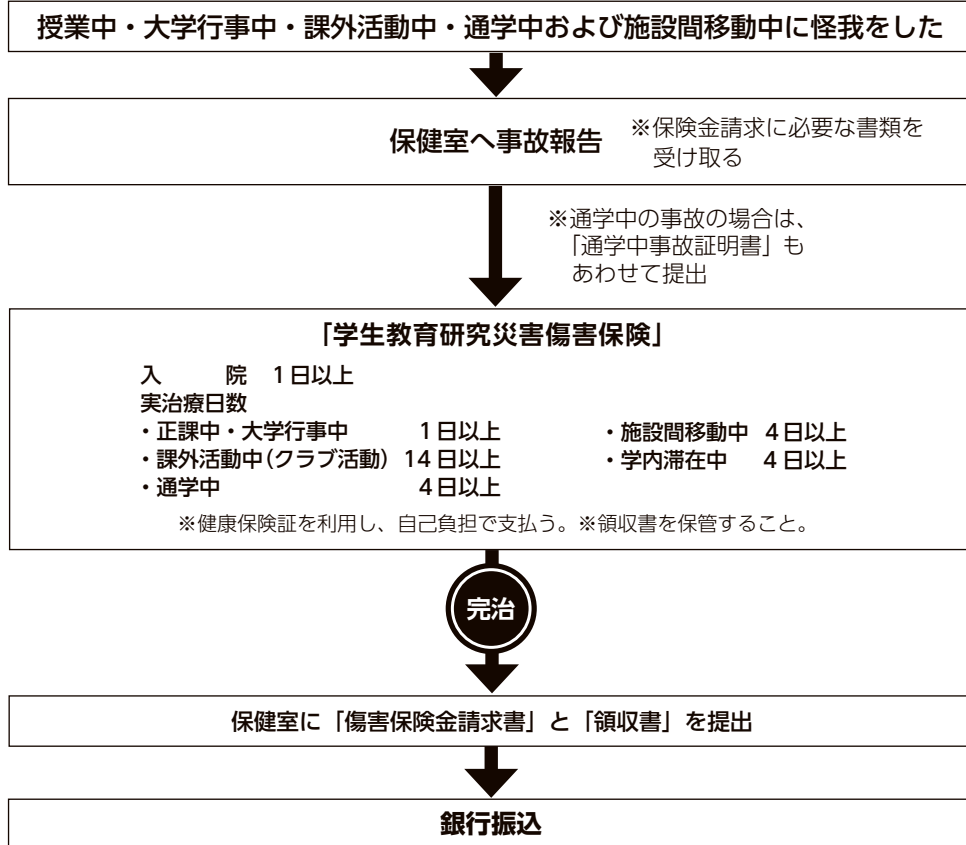 授業中・大学行事中・課外活動中・通学中および施設間移動中に怪我をした
保健室へ事故報告
※保険金請求に必要な書類を
受け取る
※通学中の事故の場合は、
「通学中事故証明書」も
あわせて提出
「学生教育研究災害傷害保険」
入　　院　1日以上
実治療日数
・正課中・大学行事中　1日以上
・課外活動中(クラブ活動)　14日以上
・通学中　4日以上
・施設間移動中　4日以上
・学内滞在中　4日以上
※健康保険証を利用し、自己負担で支払う。※領収書を保管すること。
完治
保健室に「傷害保険金請求書」と「領収書」を提出
銀行振込